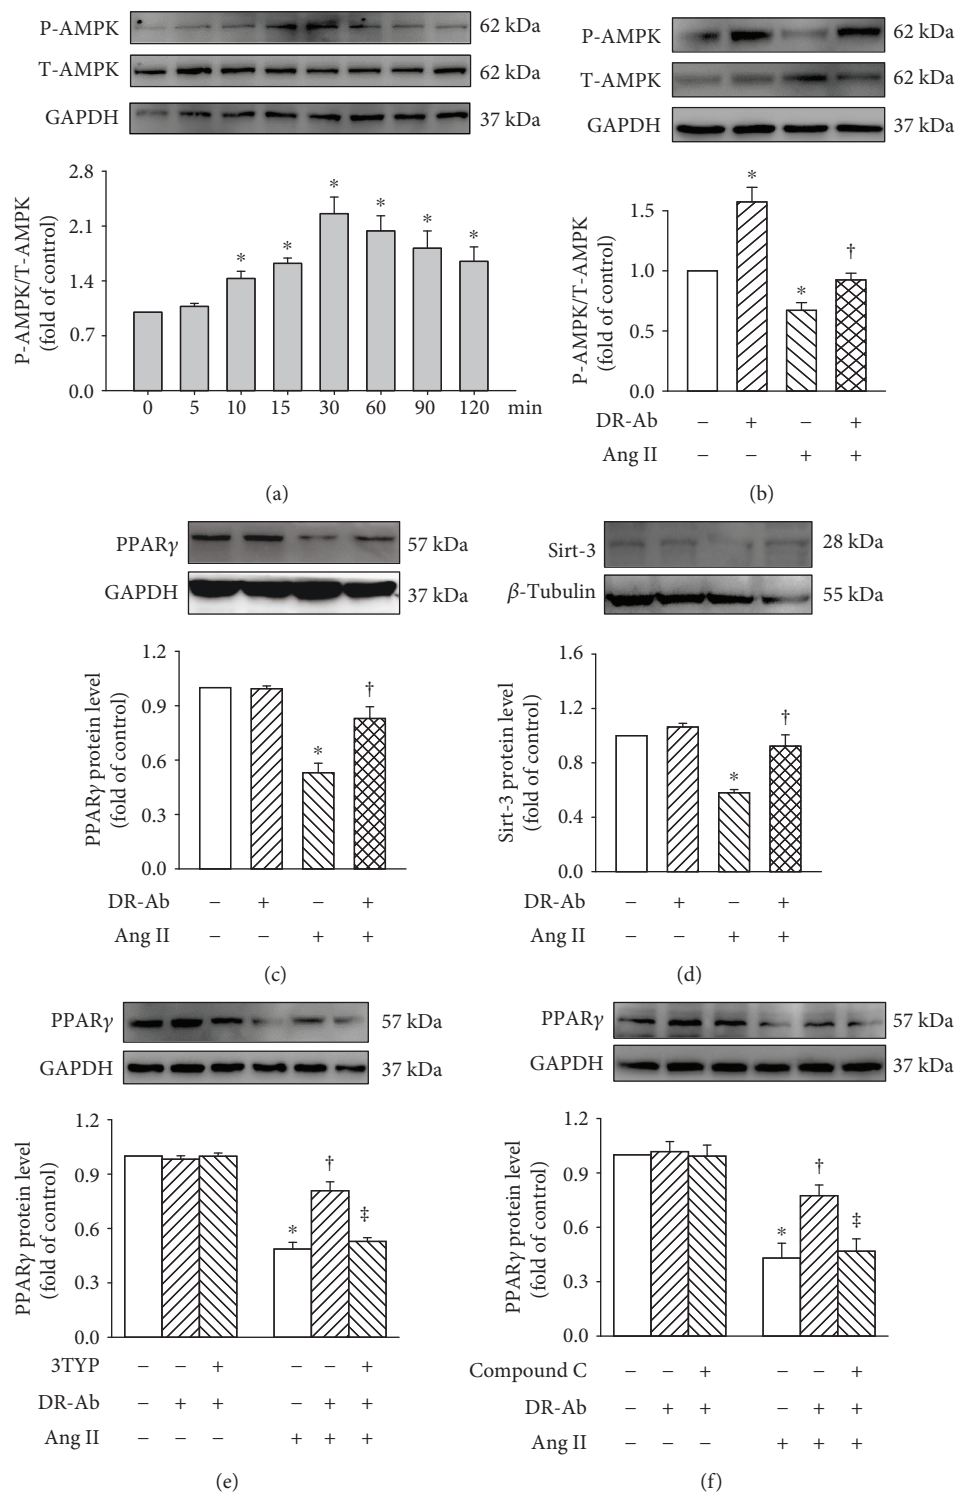 P-AMPK 62 kDa
T-AMPK 62 kDa
GAPDH 37 kDa
P-AMPK/T-AMPK
(fold of control)
2.8
2.1
1.4
0.7
0.0
* * * * * *
0 5 10 15 30 60 90 120 min
(a)
P-AMPK 62 kDa
T-AMPK 62 kDa
GAPDH 37 kDa
P-AMPK/T-AMPK
(fold of control)
1.5
1.0
0.5
0.0
* * †
DR-Ab − + − +
Ang II − − + +
(b)
PPARγ 57 kDa
GAPDH 37 kDa
PPARγ protein level
(fold of control)
1.2
0.9
0.6
0.3
0.0
* †
DR-Ab − + − +
Ang II − − + +
(c)
Sirt-3 28 kDa
β-Tubulin 55 kDa
Sirt-3 protein level
(fold of control)
1.6
1.2
0.8
0.4
0.0
* †
DR-Ab − + − +
Ang II − − + +
(d)
PPARγ 57 kDa
GAPDH 37 kDa
PPARγ protein level
(fold of control)
1.2
0.9
0.6
0.3
0.0
* † ‡
3TYP − − + − − +
DR-Ab − + + − + +
Ang II − − − + + +
(e)
PPARγ 57 kDa
GAPDH 37 kDa
PPARγ protein level
(fold of control)
1.2
0.9
0.6
0.3
0.0
* † ‡
Compound C − − + − − +
DR-Ab − + + − + +
Ang II − − − + + +
(f)